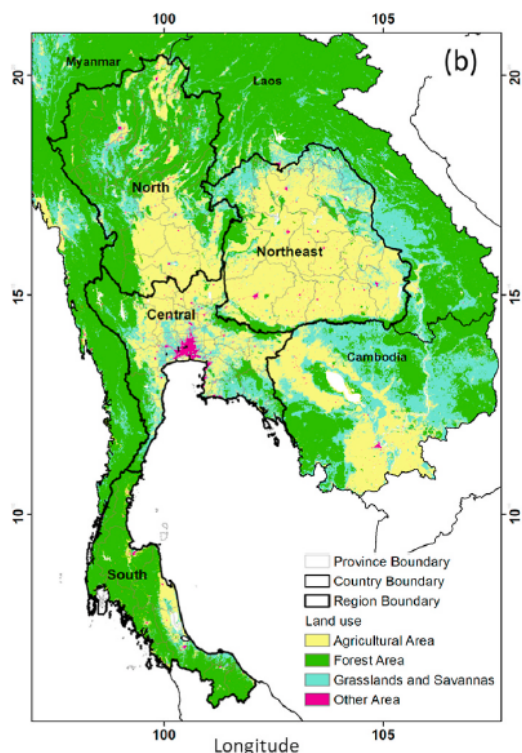 100
105
20
(b)
Myanmar
Laos
North
Northeast
15
15
Central
Cambodia
10
10
South
Province Boundary
Country Boundary
Region Boundary
Land use
Agricultural Area
Forest Area
Grasslands and Savannas
Other Area
100
105
Longitude